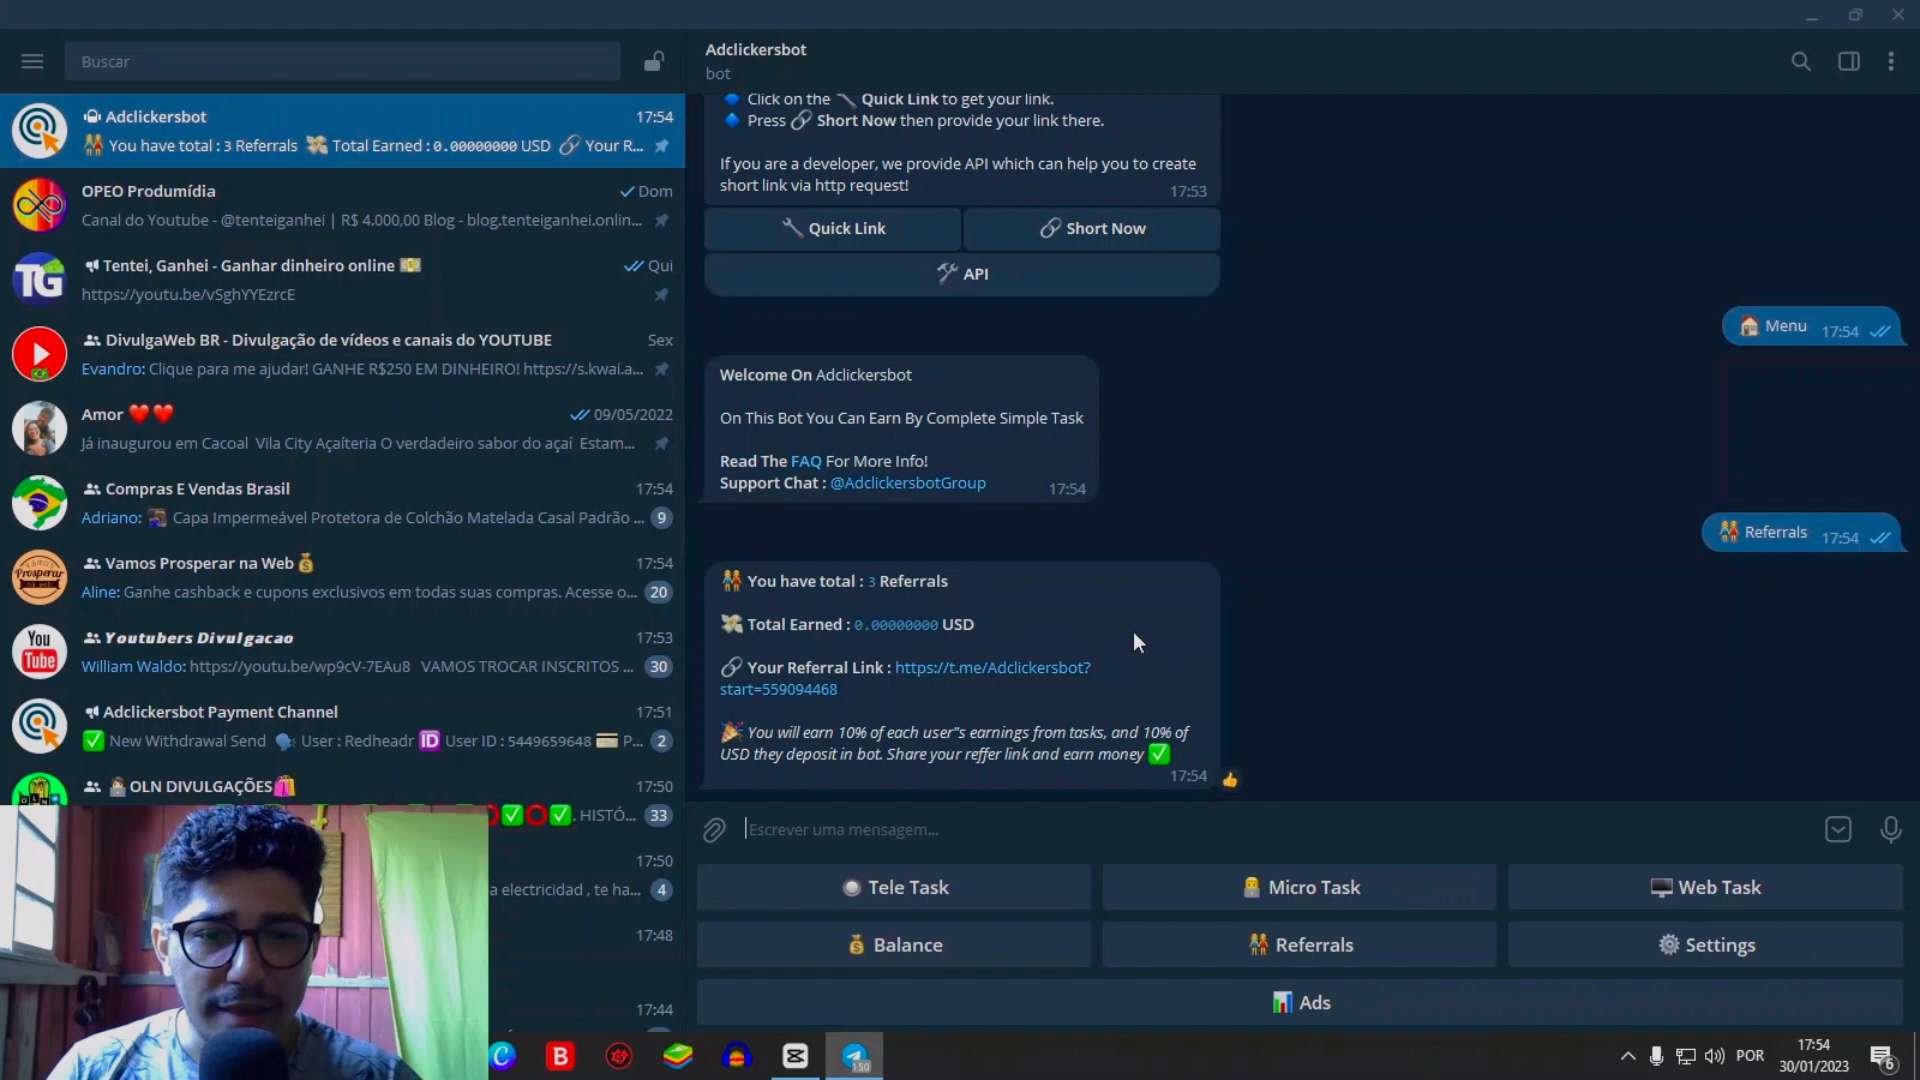 Buscar
Adclickersbot
17:54
You have total : 3 Referrals 💸 Total Earned : 0.00000000 USD 🔗 Your R...
OPEO Produmídia
Dom
Canal do Youtube - @tenteiganhei | R$ 4.000,00 Blog - blog.tenteiganhei.onlin...
TG
Tentei, Ganhei - Ganhar dinheiro online
Qui
https://youtu.be/vSghYYEzrcE
DivulgaWeb BR - Divulgação de vídeos e canais do YOUTUBE
Sex
Evandro: Clique para me ajudar! GANHE R$250 EM DINHEIRO! https://s.kwai.a...
Amor ❤️❤️
09/05/2022
Já inaugurou em Cacoal Vila City Açaíteria O verdadeiro sabor do açaí Estam...
Compras E Vendas Brasil
17:54
Adriano: Capa Impermeável Protetora de Colchão Matelada Casal Padrão ...
9
Vamos Prosperar na Web
17:54
Prosperar
Aline: Ganhe cashback e cupons exclusivos em todas suas compras. Acesse o...
20
You Tube
Youtubers Divulgacao
17:53
William Waldo: https://youtu.be/wp9cV-7EAu8 VAMOS TROCAR INSCRITOS ...
30
Adclickersbot Payment Channel
17:51
✅ New Withdrawal Send 🗣 User : Redheadr 🆔 User ID : 5449659648 💳 P...
2
OLN DIVULGAÇÕES
17:50
⭕✅⭕✅. HISTÓ...
33
17:50
a electricidad , te ha...
4
17:48
17:44
Adclickersbot
bot
Click on the 🔧 Quick Link to get your link.
Press 🔗 Short Now then provide your link there.
If you are a developer, we provide API which can help you to create
short link via http request!
17:53
Quick Link
Short Now
API
Menu
17:54
Welcome On Adclickersbot
On This Bot You Can Earn By Complete Simple Task
Read The FAQ For More Info!
Support Chat : @AdclickersbotGroup
17:54
Referrals
17:54
You have total : 3 Referrals
Total Earned : 0.00000000 USD
Your Referral Link : https://t.me/Adclickersbot?
start=559094468
You will earn 10% of each user"s earnings from tasks, and 10% of
USD they deposit in bot. Share your reffer link and earn money ✅
17:54
Escrever uma mensagem...
Tele Task
Micro Task
Web Task
Balance
Referrals
Settings
Ads
C
B
150
POR
17:54
30/01/2023
6